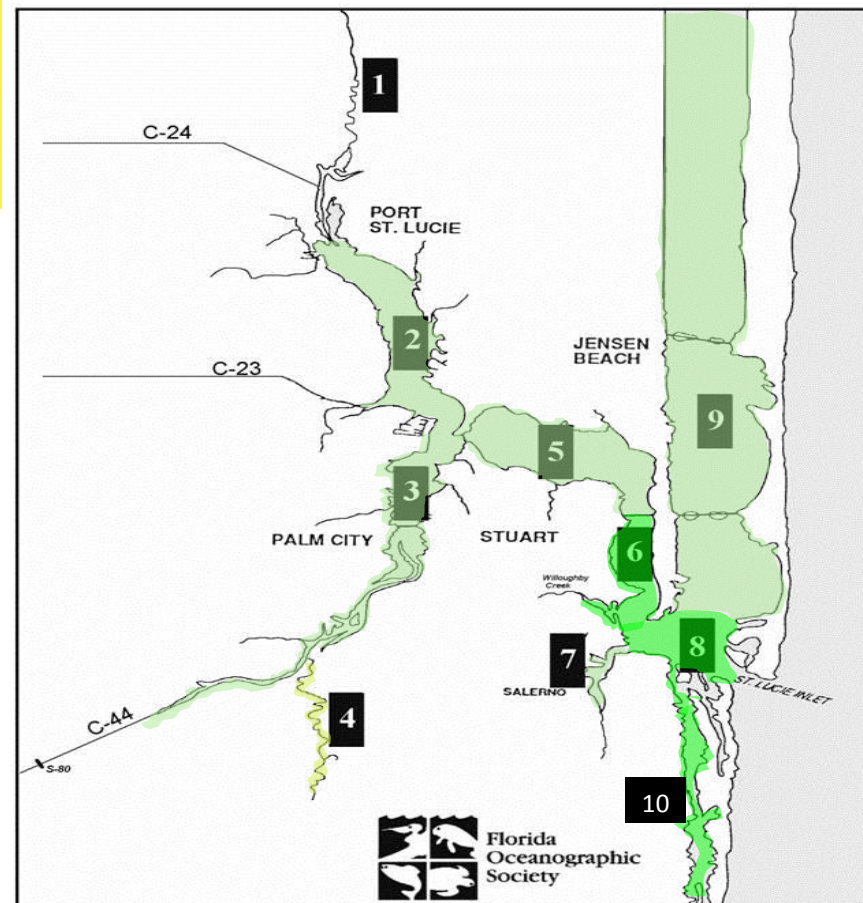 1
C-24
PORT
ST. LUCIE
2
JENSEN
BEACH
C-23
9
5
3
PALM CITY
STUART
6
Willoughby
Creek
7
8
SALERNO
ST. LUCIE INLET
4
C-44
S-80
10
Florida
Oceanographic
Society